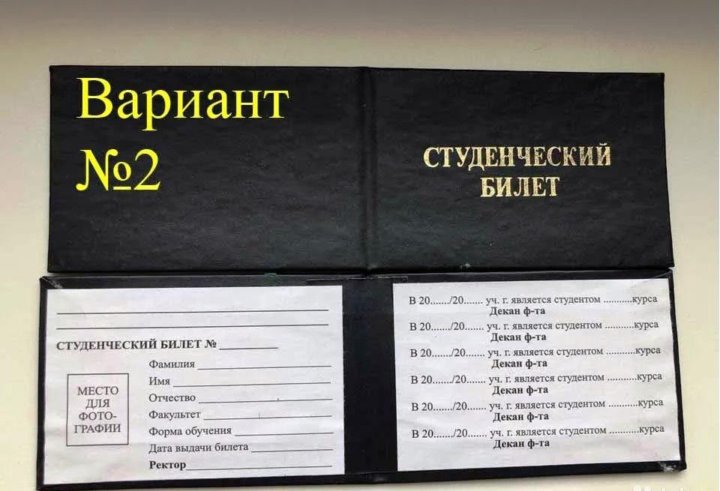 Вариант
№2
СТУДЕНЧЕСКИЙ
БИЛЕТ
СТУДЕНЧЕСКИЙ БИЛЕТ №
Фамилия
Имя
Отчество
Факультет
Форма обучения
Дата выдачи билета
Ректор
МЕСТО
ДЛЯ
ФОТО-
ГРАФИИ
В 20......./20....... уч. г. является студентом ...........курса
Декан ф-та
В 20......./20....... уч. г. является студентом ...........курса
Декан ф-та
В 20......./20....... уч. г. является студентом ...........курса
Декан ф-та
В 20......./20....... уч. г. является студентом ...........курса
Декан ф-та
В 20......./20....... уч. г. является студентом ...........курса
Декан ф-та
В 20......./20....... уч. г. является студентом ...........курса
Декан ф-та